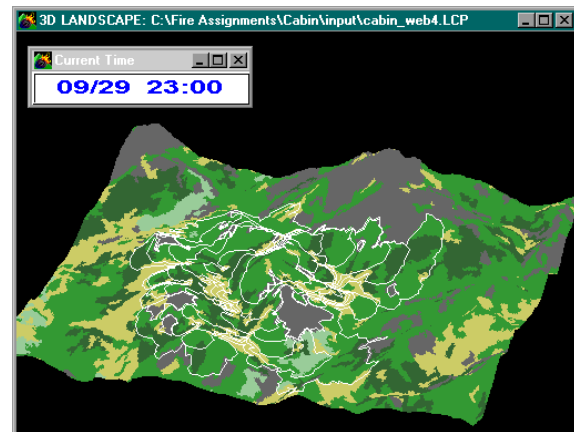 3D LANDSCAPE: C:\Fire Assignments\Cabin\input\cabin_web4.LCP
Current Time
09/29 23:00